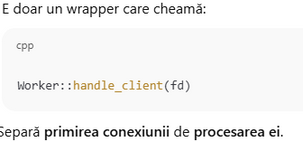 E doar un wrapper care cheamă:
cpp
Worker::handle_client(fd)
Separă primirea conexiunii de procesarea ei.